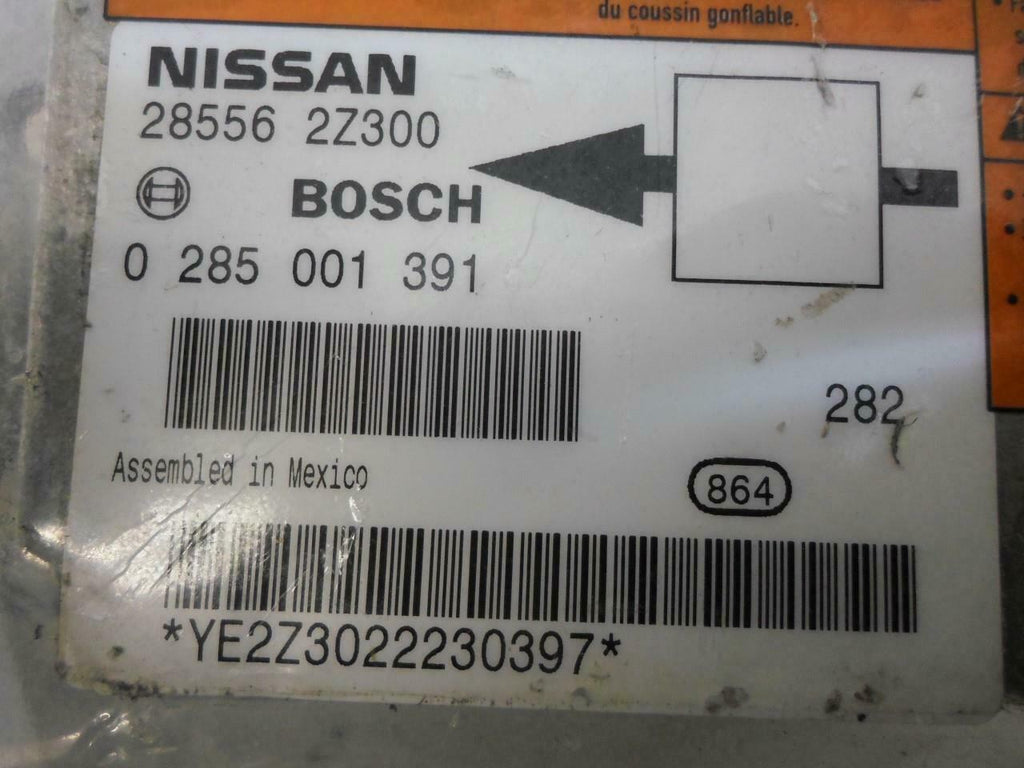 du coussin gonflable.
NISSAN
28556 2Z300
BOSCH
0 285 001 391
282
Assembled in Mexico
864
*YE2Z3022230397*